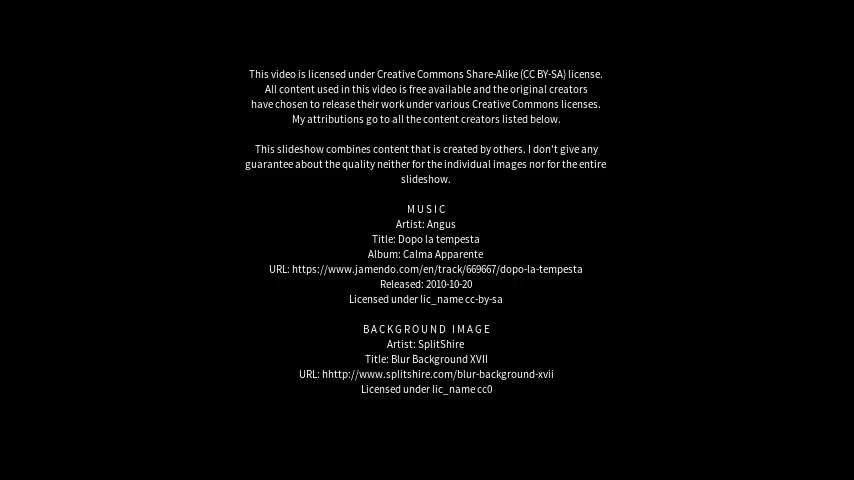 This video is licensed under Creative Commons Share-Alike (CC BY-SA) license.
All content used in this video is free available and the original creators
have chosen to release their work under various Creative Commons licenses.
My attributions go to all the content creators listed below.
This slideshow combines content that is created by others. I don't give any
guarantee about the quality neither for the individual images nor for the entire
slideshow.
MUSIC
Artist: Angus
Title: Dopo la tempesta
Album: Calma Apparente
URL: https://www.jamendo.com/en/track/669667/dopo-la-tempesta
Released: 2010-10-20
Licensed under lic_name cc-by-sa
BACKGROUND IMAGE
Artist: SplitShire
Title: Blur Background XVII
URL: hhttp://www.splitshire.com/blur-background-xvii
Licensed under lic_name cc0